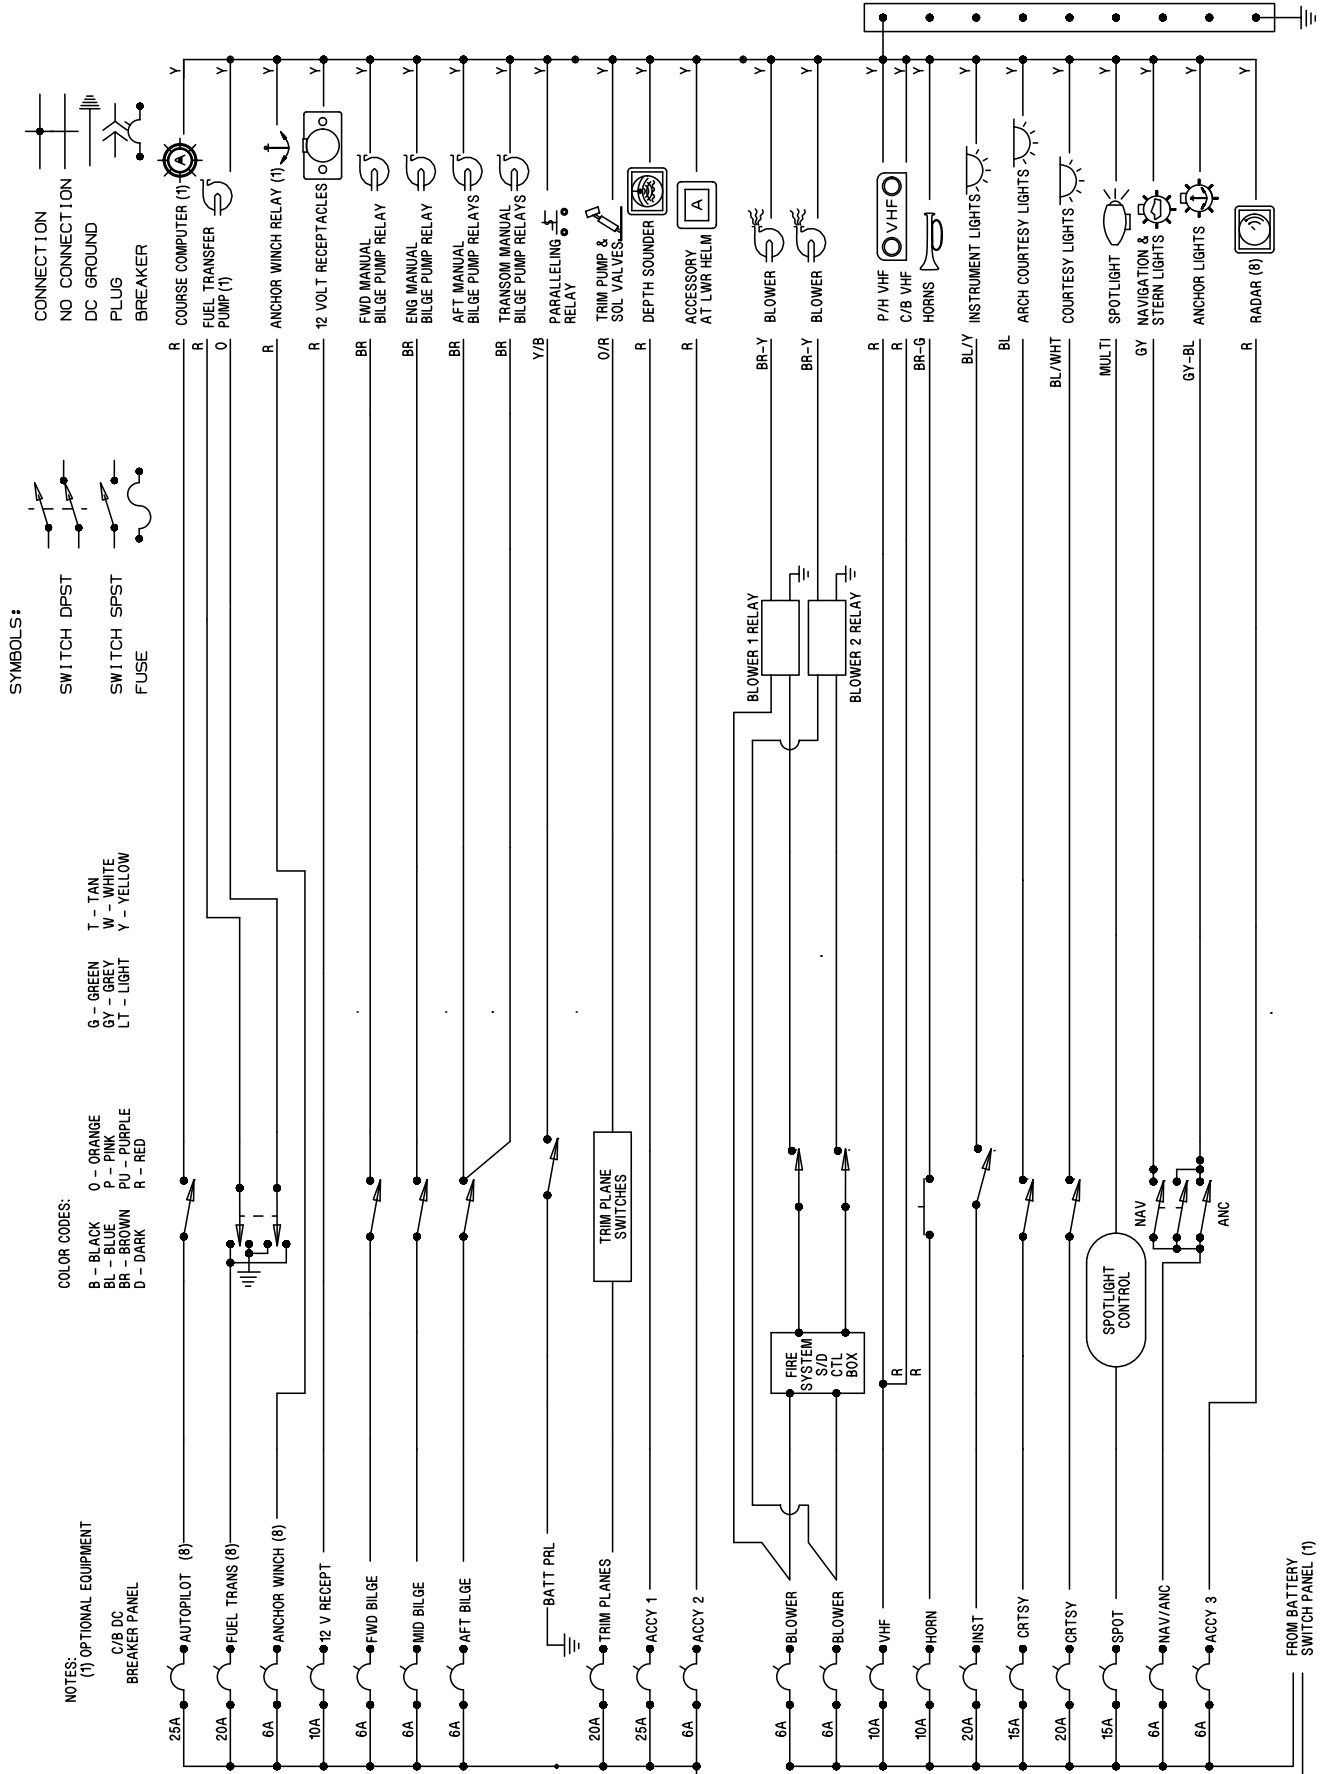 SYMBOLS:
SWITCH DPST
SWITCH SPST
FUSE
CONNECTION
NO CONNECTION
DC GROUND
PLUG
BREAKER
COLOR CODES:
B - BLACK
BL - BLUE
BR - BROWN
D - DARK
O - ORANGE
P - PINK
PU - PURPLE
R - RED
G - GREEN
GY - GREY
LT - LIGHT
T - TAN
W - WHITE
Y - YELLOW
NOTES:
(1) OPTIONAL EQUIPMENT
C/B DC
BREAKER PANEL
25A
AUTOPILOT (8)
R
COURSE COMPUTER (1)
A
Y
20A
FUEL TRANS (8)
R
O
FUEL TRANSFER
PUMP (1)
Y
6A
ANCHOR WINCH (8)
R
ANCHOR WINCH RELAY (1)
Y
10A
12 V RECEPT
R
12 VOLT RECEPTACLES
Y
6A
FWD BILGE
BR
FWD MANUAL
BILGE PUMP RELAY
Y
6A
MID BILGE
BR
ENG MANUAL
BILGE PUMP RELAY
Y
6A
AFT BILGE
BR
AFT MANUAL
BILGE PUMP RELAYS
Y
BR
TRANSOM MANUAL
BILGE PUMP RELAYS
Y
BATT PRL
Y/B
PARALLELING
RELAY
Y
20A
TRIM PLANES
TRIM PLANE
SWITCHES
O/R
TRIM PUMP &
SOL VALVES
Y
25A
ACCY 1
R
DEPTH SOUNDER
Y
6A
ACCY 2
R
ACCESSORY
AT LWR HELM
A
Y
6A
BLOWER
FIRE
SYSTEM
S/D
CTL
BOX
BLOWER 1 RELAY
BR-Y
BLOWER
Y
6A
BLOWER
BLOWER 2 RELAY
BR-Y
BLOWER
Y
10A
VHF
R
P/H VHF
VHF
Y
R
R
R
C/B VHF
Y
10A
HORN
BR-G
HORNS
Y
20A
INST
BL/Y
INSTRUMENT LIGHTS
Y
15A
CRTSY
BL
ARCH COURTESY LIGHTS
Y
20A
CRTSY
BL/WHT
COURTESY LIGHTS
Y
15A
SPOT
SPOTLIGHT
CONTROL
MULTI
SPOTLIGHT
Y
6A
NAV/ANC
NAV
GY
NAVIGATION &
STERN LIGHTS
Y
ANC
GY-BL
ANCHOR LIGHTS
Y
6A
ACCY 3
R
RADAR (8)
Y
FROM BATTERY
SWITCH PANEL (1)